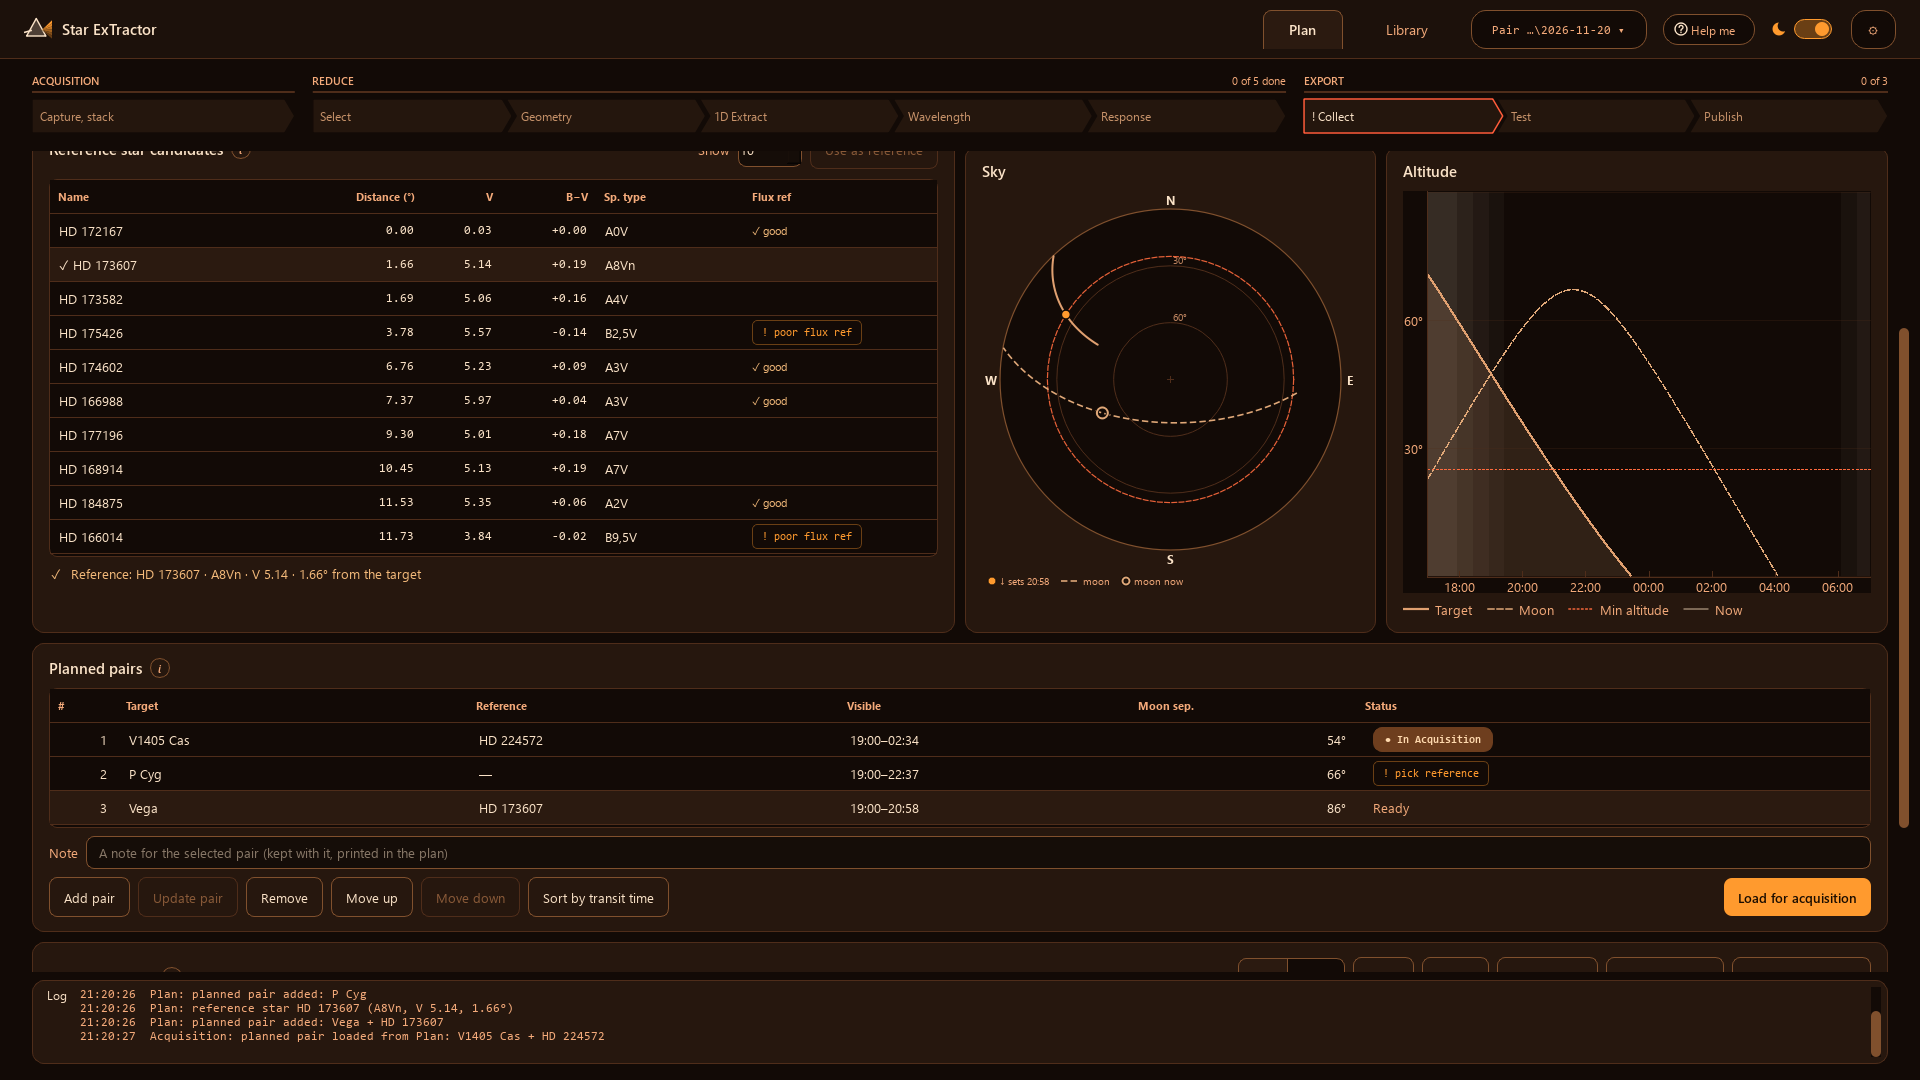 Star ExTractor
Plan
Library
Pair …\2026-11-20 ▾
? Help me
ACQUISITION
REDUCE
0 of 5 done
EXPORT
0 of 3
Capture, stack
Select
Geometry
1D Extract
Wavelength
Response
! Collect
Test
Publish
Reference star candidates i
Show 10
Use as reference
Name Distance (°) V B−V Sp. type Flux ref
HD 172167 0.00 0.03 +0.00 A0V ✓ good
✓ HD 173607 1.66 5.14 +0.19 A8Vn
HD 173582 1.69 5.06 +0.16 A4V
HD 175426 3.78 5.57 -0.14 B2,5V ! poor flux ref
HD 174602 6.76 5.23 +0.09 A3V ✓ good
HD 166988 7.37 5.97 +0.04 A3V ✓ good
HD 177196 9.30 5.01 +0.18 A7V
HD 168914 10.45 5.13 +0.19 A7V
HD 184875 11.53 5.35 +0.06 A2V ✓ good
HD 166014 11.73 3.84 -0.02 B9,5V ! poor flux ref
✓ Reference: HD 173607 · A8Vn · V 5.14 · 1.66° from the target
Sky
N
30°
60°
W
E
S
↓ sets 20:58
moon
moon now
Altitude
60°
30°
18:00 20:00 22:00 00:00 02:00 04:00 06:00
Target Moon Min altitude Now
Planned pairs i
# Target Reference Visible Moon sep. Status
1 V1405 Cas HD 224572 19:00–02:34 54° • In Acquisition
2 P Cyg — 19:00–22:37 66° ! pick reference
3 Vega HD 173607 19:00–20:58 86° Ready
Note A note for the selected pair (kept with it, printed in the plan)
Add pair
Update pair
Remove
Move up
Move down
Sort by transit time
Load for acquisition
Log
21:20:26 Plan: planned pair added: P Cyg
21:20:26 Plan: reference star HD 173607 (A8Vn, V 5.14, 1.66°)
21:20:26 Plan: planned pair added: Vega + HD 173607
21:20:27 Acquisition: planned pair loaded from Plan: V1405 Cas + HD 224572